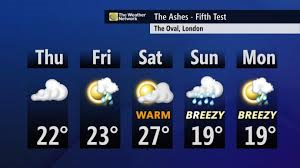 The Weather Network
The Ashes - Fifth Test
The Oval, London
Thu Fri Sat Sun Mon
WARM BREEZY BREEZY
22° 23° 27° 19° 19°